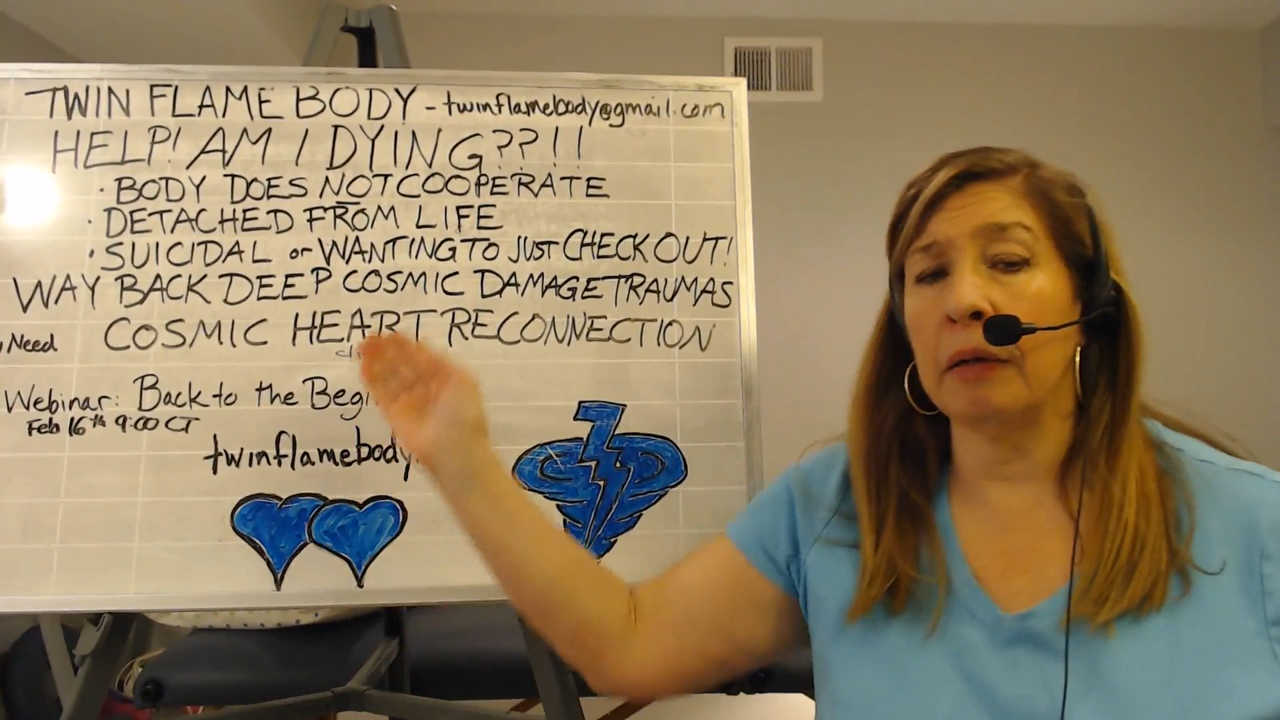 TWIN FLAME BODY - twinflamebody@gmail.com
HELP! AM I DYING??!!
· BODY DOES NOT COOPERATE
· DETACHED FROM LIFE
· SUICIDAL or WANTING TO JUST CHECK OUT!
WAY BACK DEEP COSMIC DAMAGE TRAUMAS
Need COSMIC HEART RECONNECTION
Webinar: Back to the Begi
Feb 16th 9:00 CT
twinflamebody